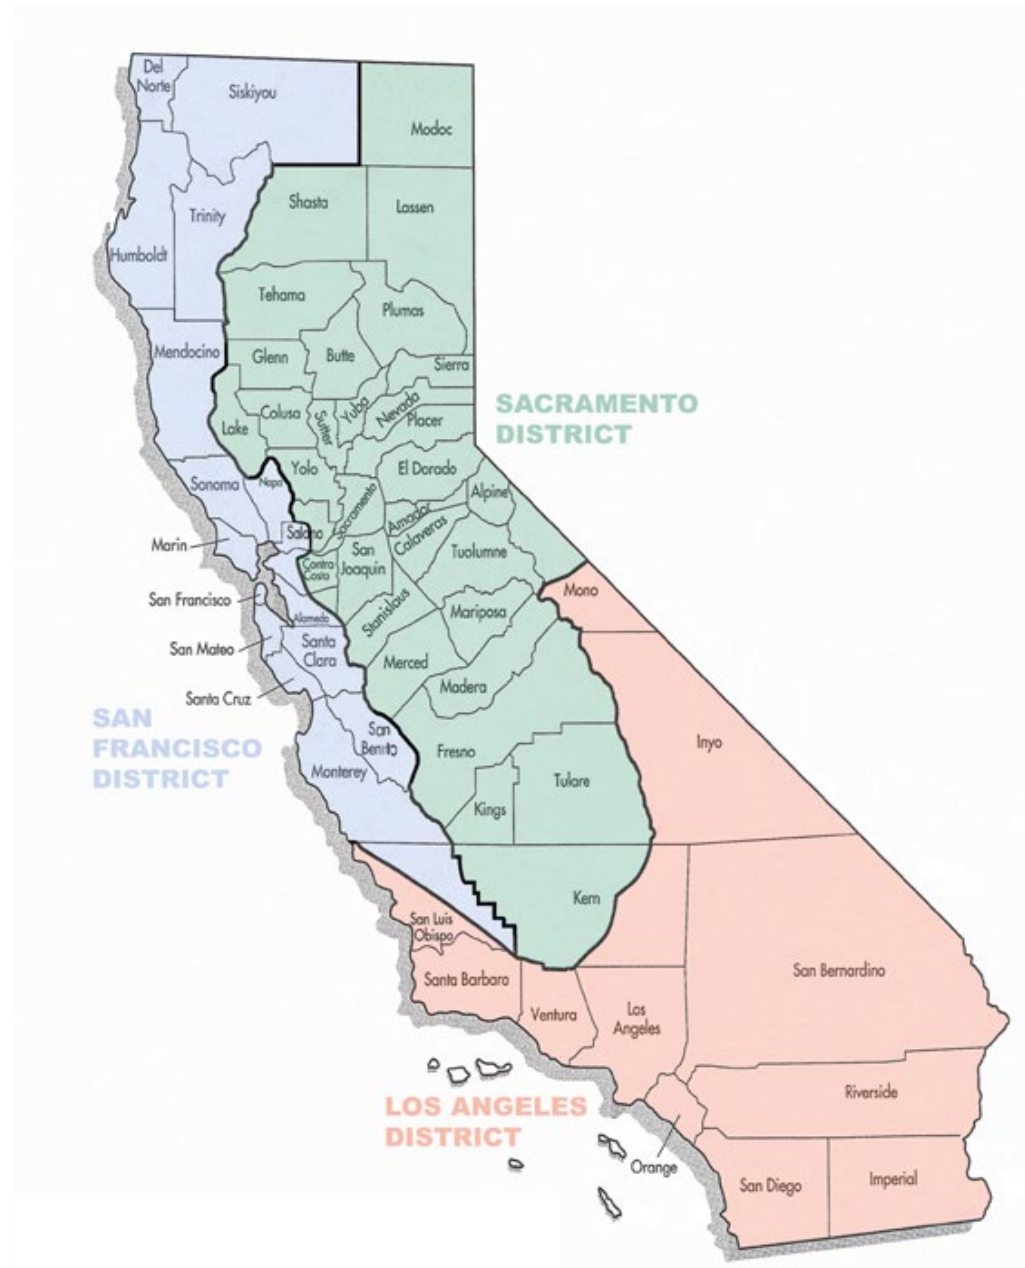 Del
Norte
Siskiyou
Modoc
Shasta
Lassen
Trinity
Humboldt
Tehama
Plumas
Mendocino
Glenn
Butte
Sierra
Colusa
Sutter
Yuba
Nevada
Placer
Lake
SACRAMENTO
DISTRICT
Yolo
El Dorado
Sonoma
Napa
Sacramento
Alpine
Amador
Solano
Calaveras
Marin
San
Joaquin
Tuolumne
Contra
Costa
Mono
San Francisco
Stanislaus
Mariposa
Alameda
San Mateo
Santa
Clara
Merced
Madera
Santa Cruz
SAN
FRANCISCO
DISTRICT
San
Benito
Fresno
Inyo
Monterey
Tulare
Kings
Kern
San Luis
Obispo
Santa Barbara
San Bernardino
Ventura
Los
Angeles
Riverside
LOS ANGELES
DISTRICT
Orange
San Diego
Imperial